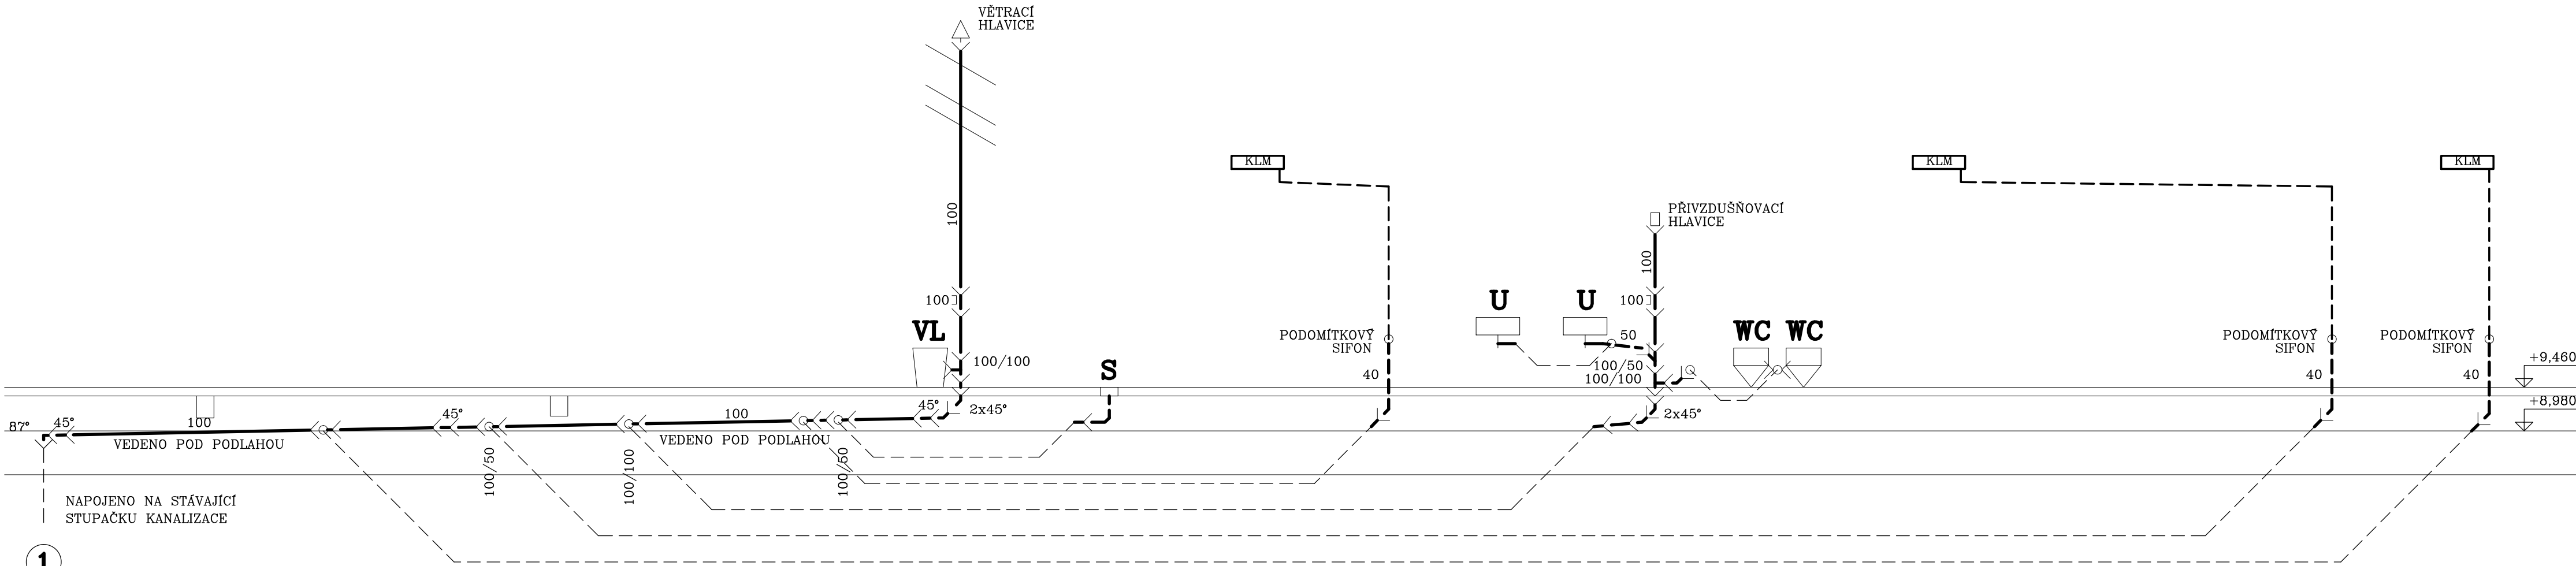 VĚTRACÍ
HLAVICE
KLM
KLM
KLM
100
PŘIVZDUŠŇOVACÍ
HLAVICE
100
100
100
U
U
VL
WC
WC
PODOMÍTKOVÝ
SIFON
50
PODOMÍTKOVÝ
SIFON
PODOMÍTKOVÝ
SIFON
100/100
+9,460
S
100/50
100/100
40
40
40
+8,980
45°
2x45°
45°
100
2x45°
87°
45°
100
VEDENO POD PODLAHOU
VEDENO POD PODLAHOU
100/50
100/100
100/50
NAPOJENO NA STÁVAJÍCÍ
STUPAČKU KANALIZACE
1